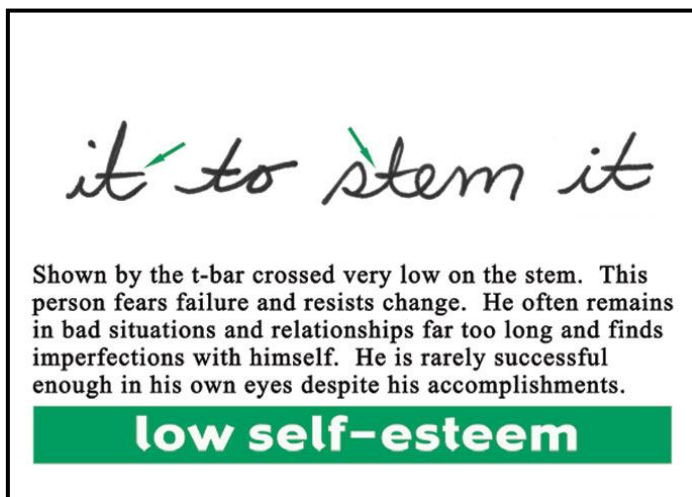 it to stem it
Shown by the t-bar crossed very low on the stem.  This
person fears failure and resists change.  He often remains
in bad situations and relationships far too long and finds
imperfections with himself.  He is rarely successful
enough in his own eyes despite his accomplishments.
low self-esteem